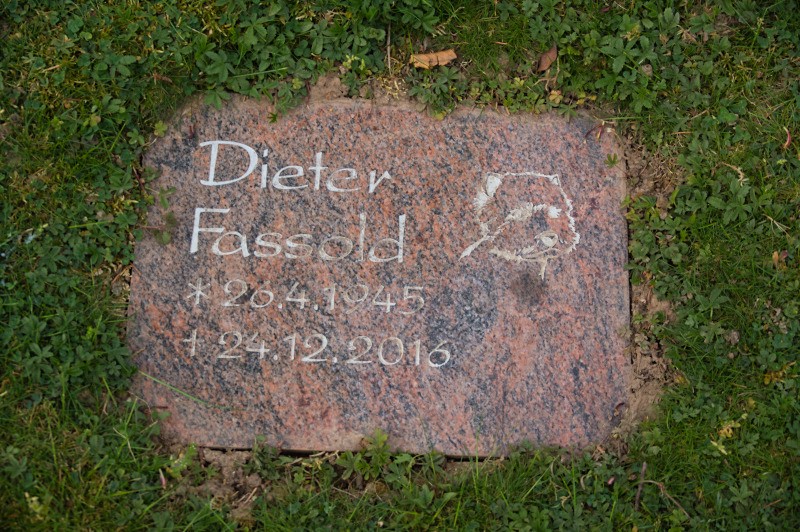 Dieter
Fassold
* 26.4.1945
† 24.12.2016